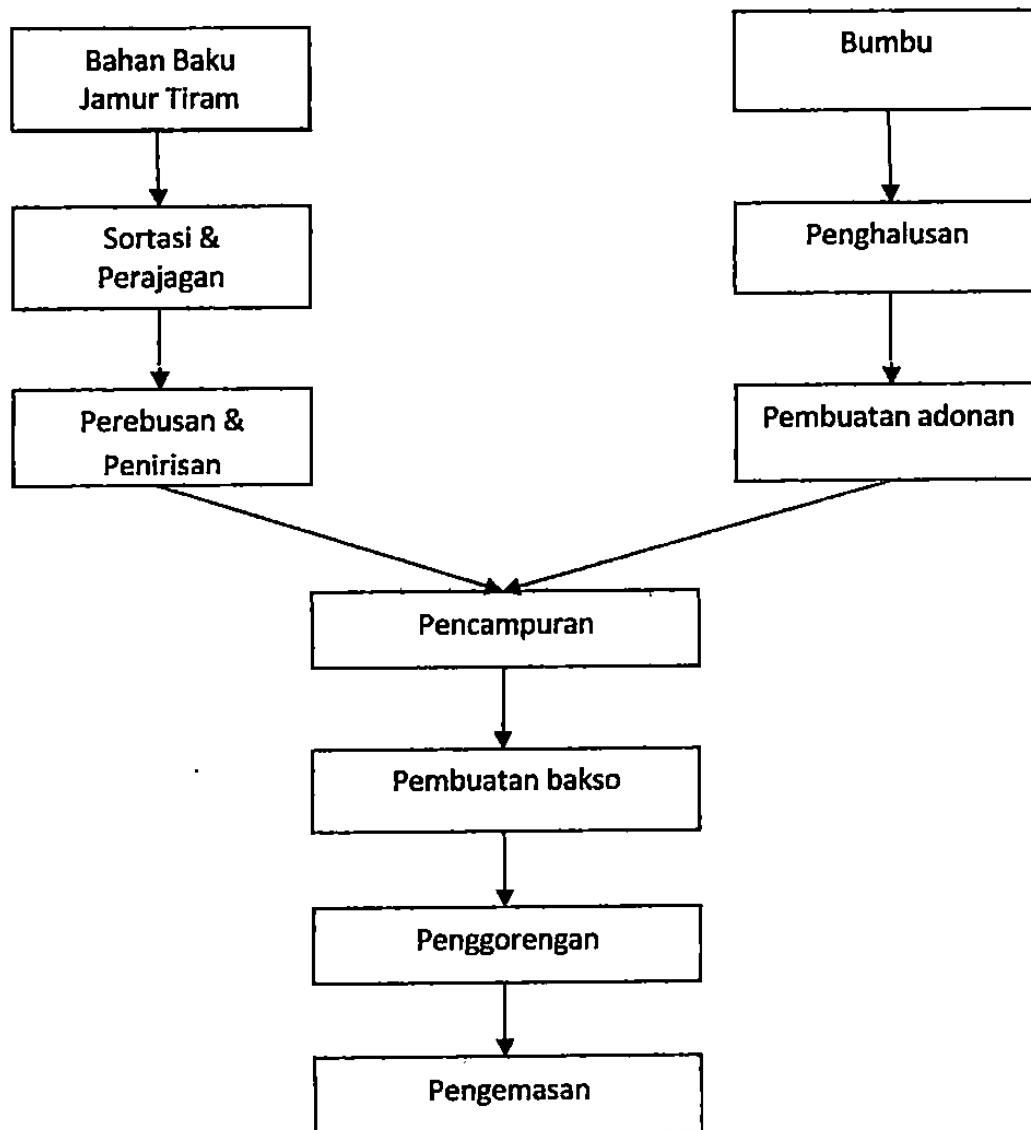 Bahan Baku
Jamur Tiram
Sortasi &
Perajagan
Perebusan &
Penirisan
Bumbu
Penghalusan
Pembuatan adonan
Pencampuran
Pembuatan bakso
Penggorengan
Pengemasan